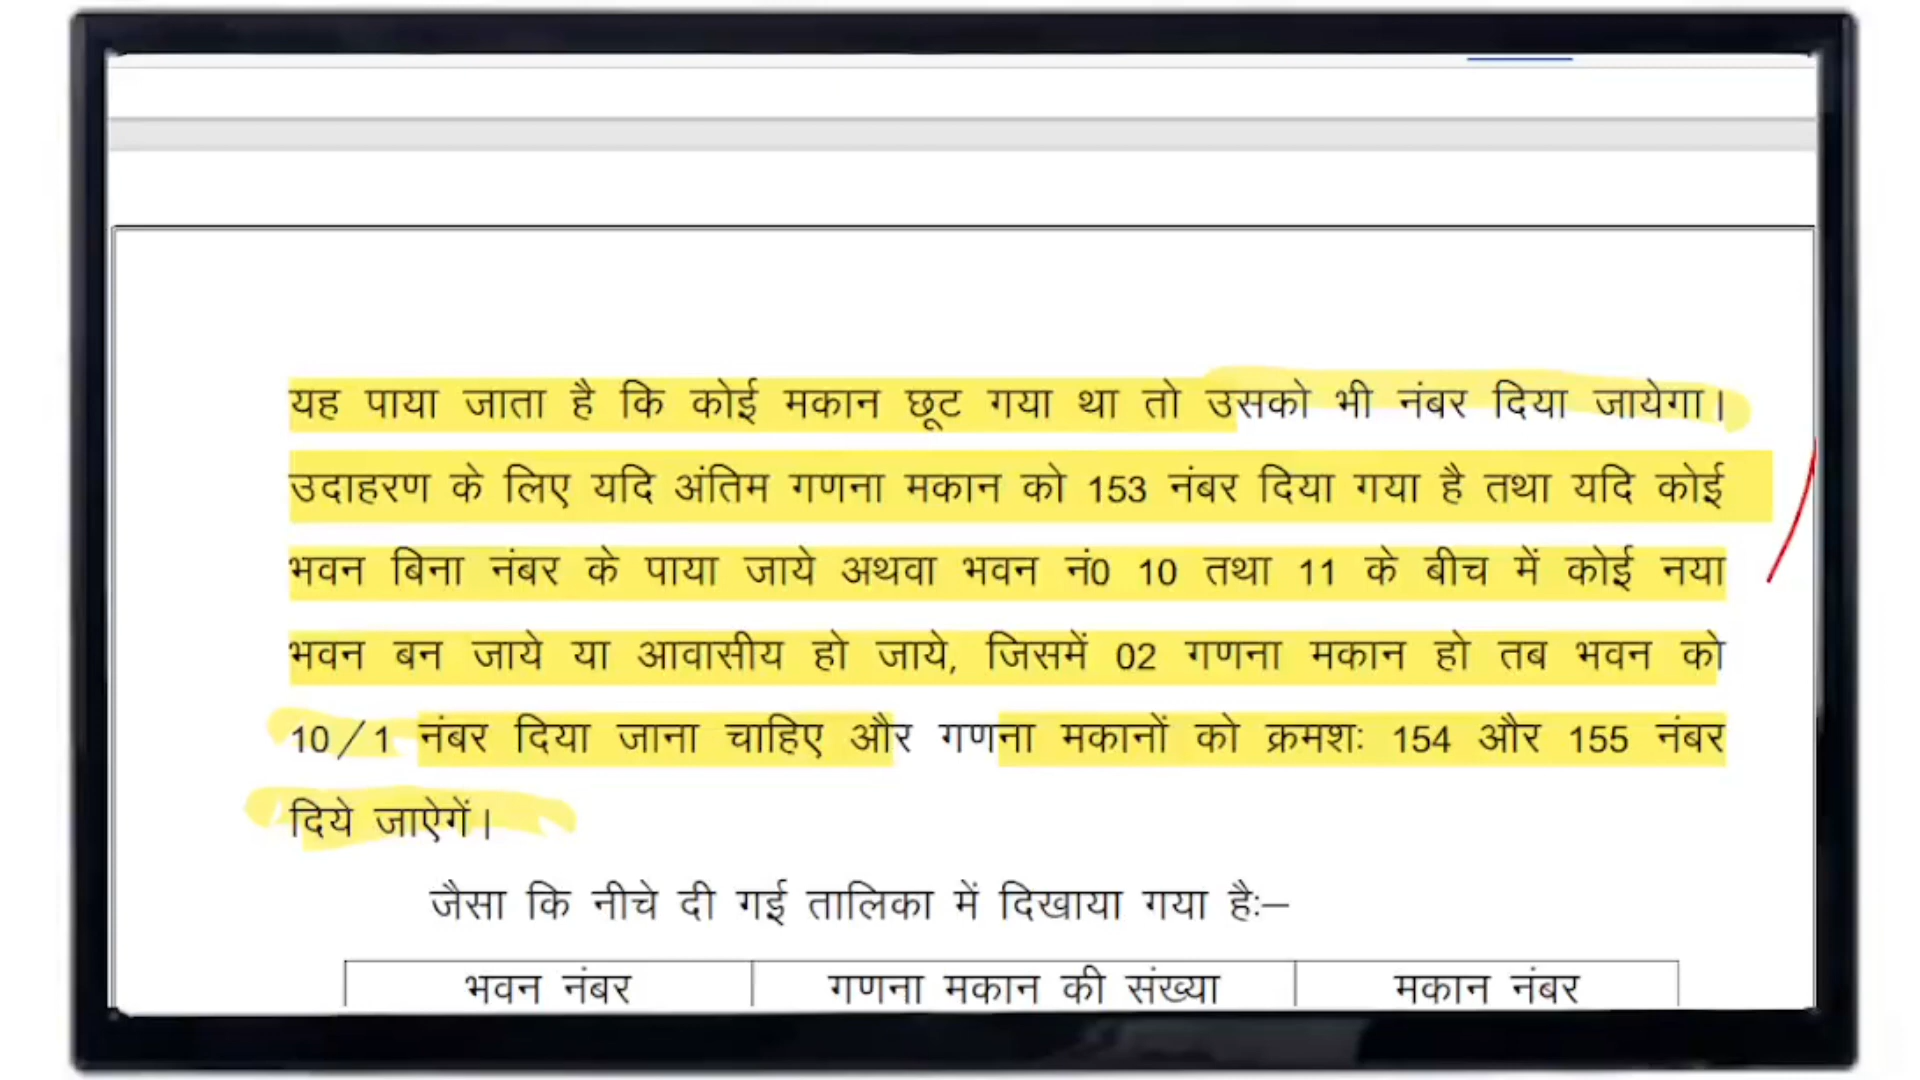 यह पाया जाता है कि कोई मकान छूट गया था तो उसको भी नंबर दिया जायेगा।
उदाहरण के लिए यदि अंतिम गणना मकान को 153 नंबर दिया गया है तथा यदि कोई
भवन बिना नंबर के पाया जाये अथवा भवन नं0 10 तथा 11 के बीच में कोई नया
भवन बन जाये या आवासीय हो जाये, जिसमें 02 गणना मकान हो तब भवन को
10/1 नंबर दिया जाना चाहिए और गणना मकानों को क्रमशः 154 और 155 नंबर
दिये जाऐगें।
जैसा कि नीचे दी गई तालिका में दिखाया गया है:–
भवन नंबर गणना मकान की संख्या मकान नंबर